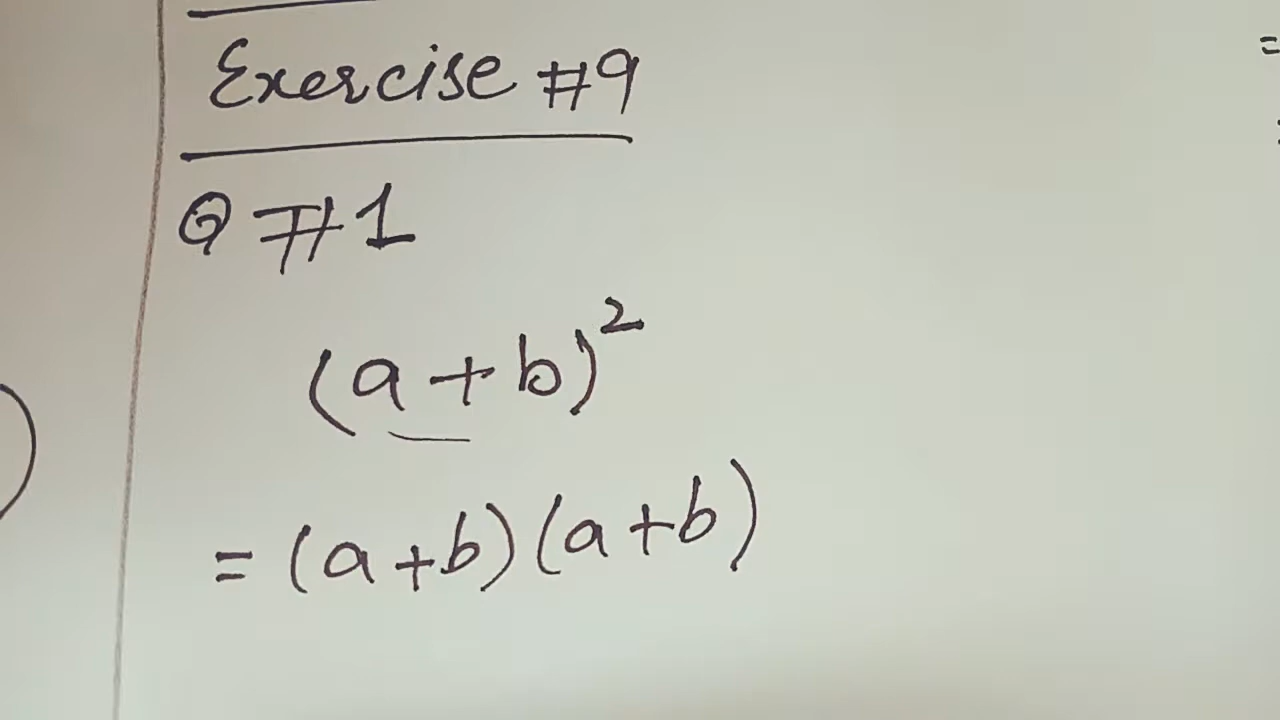 Exercise #9
Q #1
(a+b)²
= (a+b)(a+b)
=